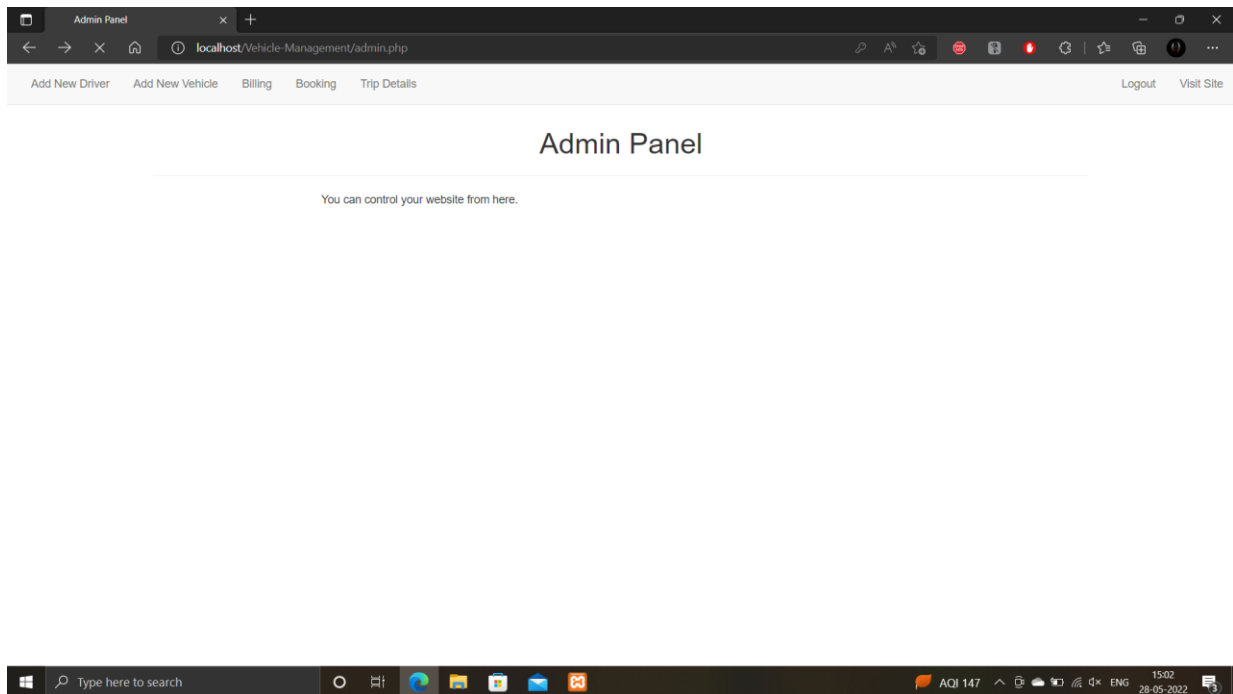 Admin Panel
localhost/Vehicle-Management/admin.php
Add New Driver Add New Vehicle Billing Booking Trip Details Logout Visit Site
Admin Panel
You can control your website from here.
Type here to search AQI 147 ENG 15:02
28-05-2022 3